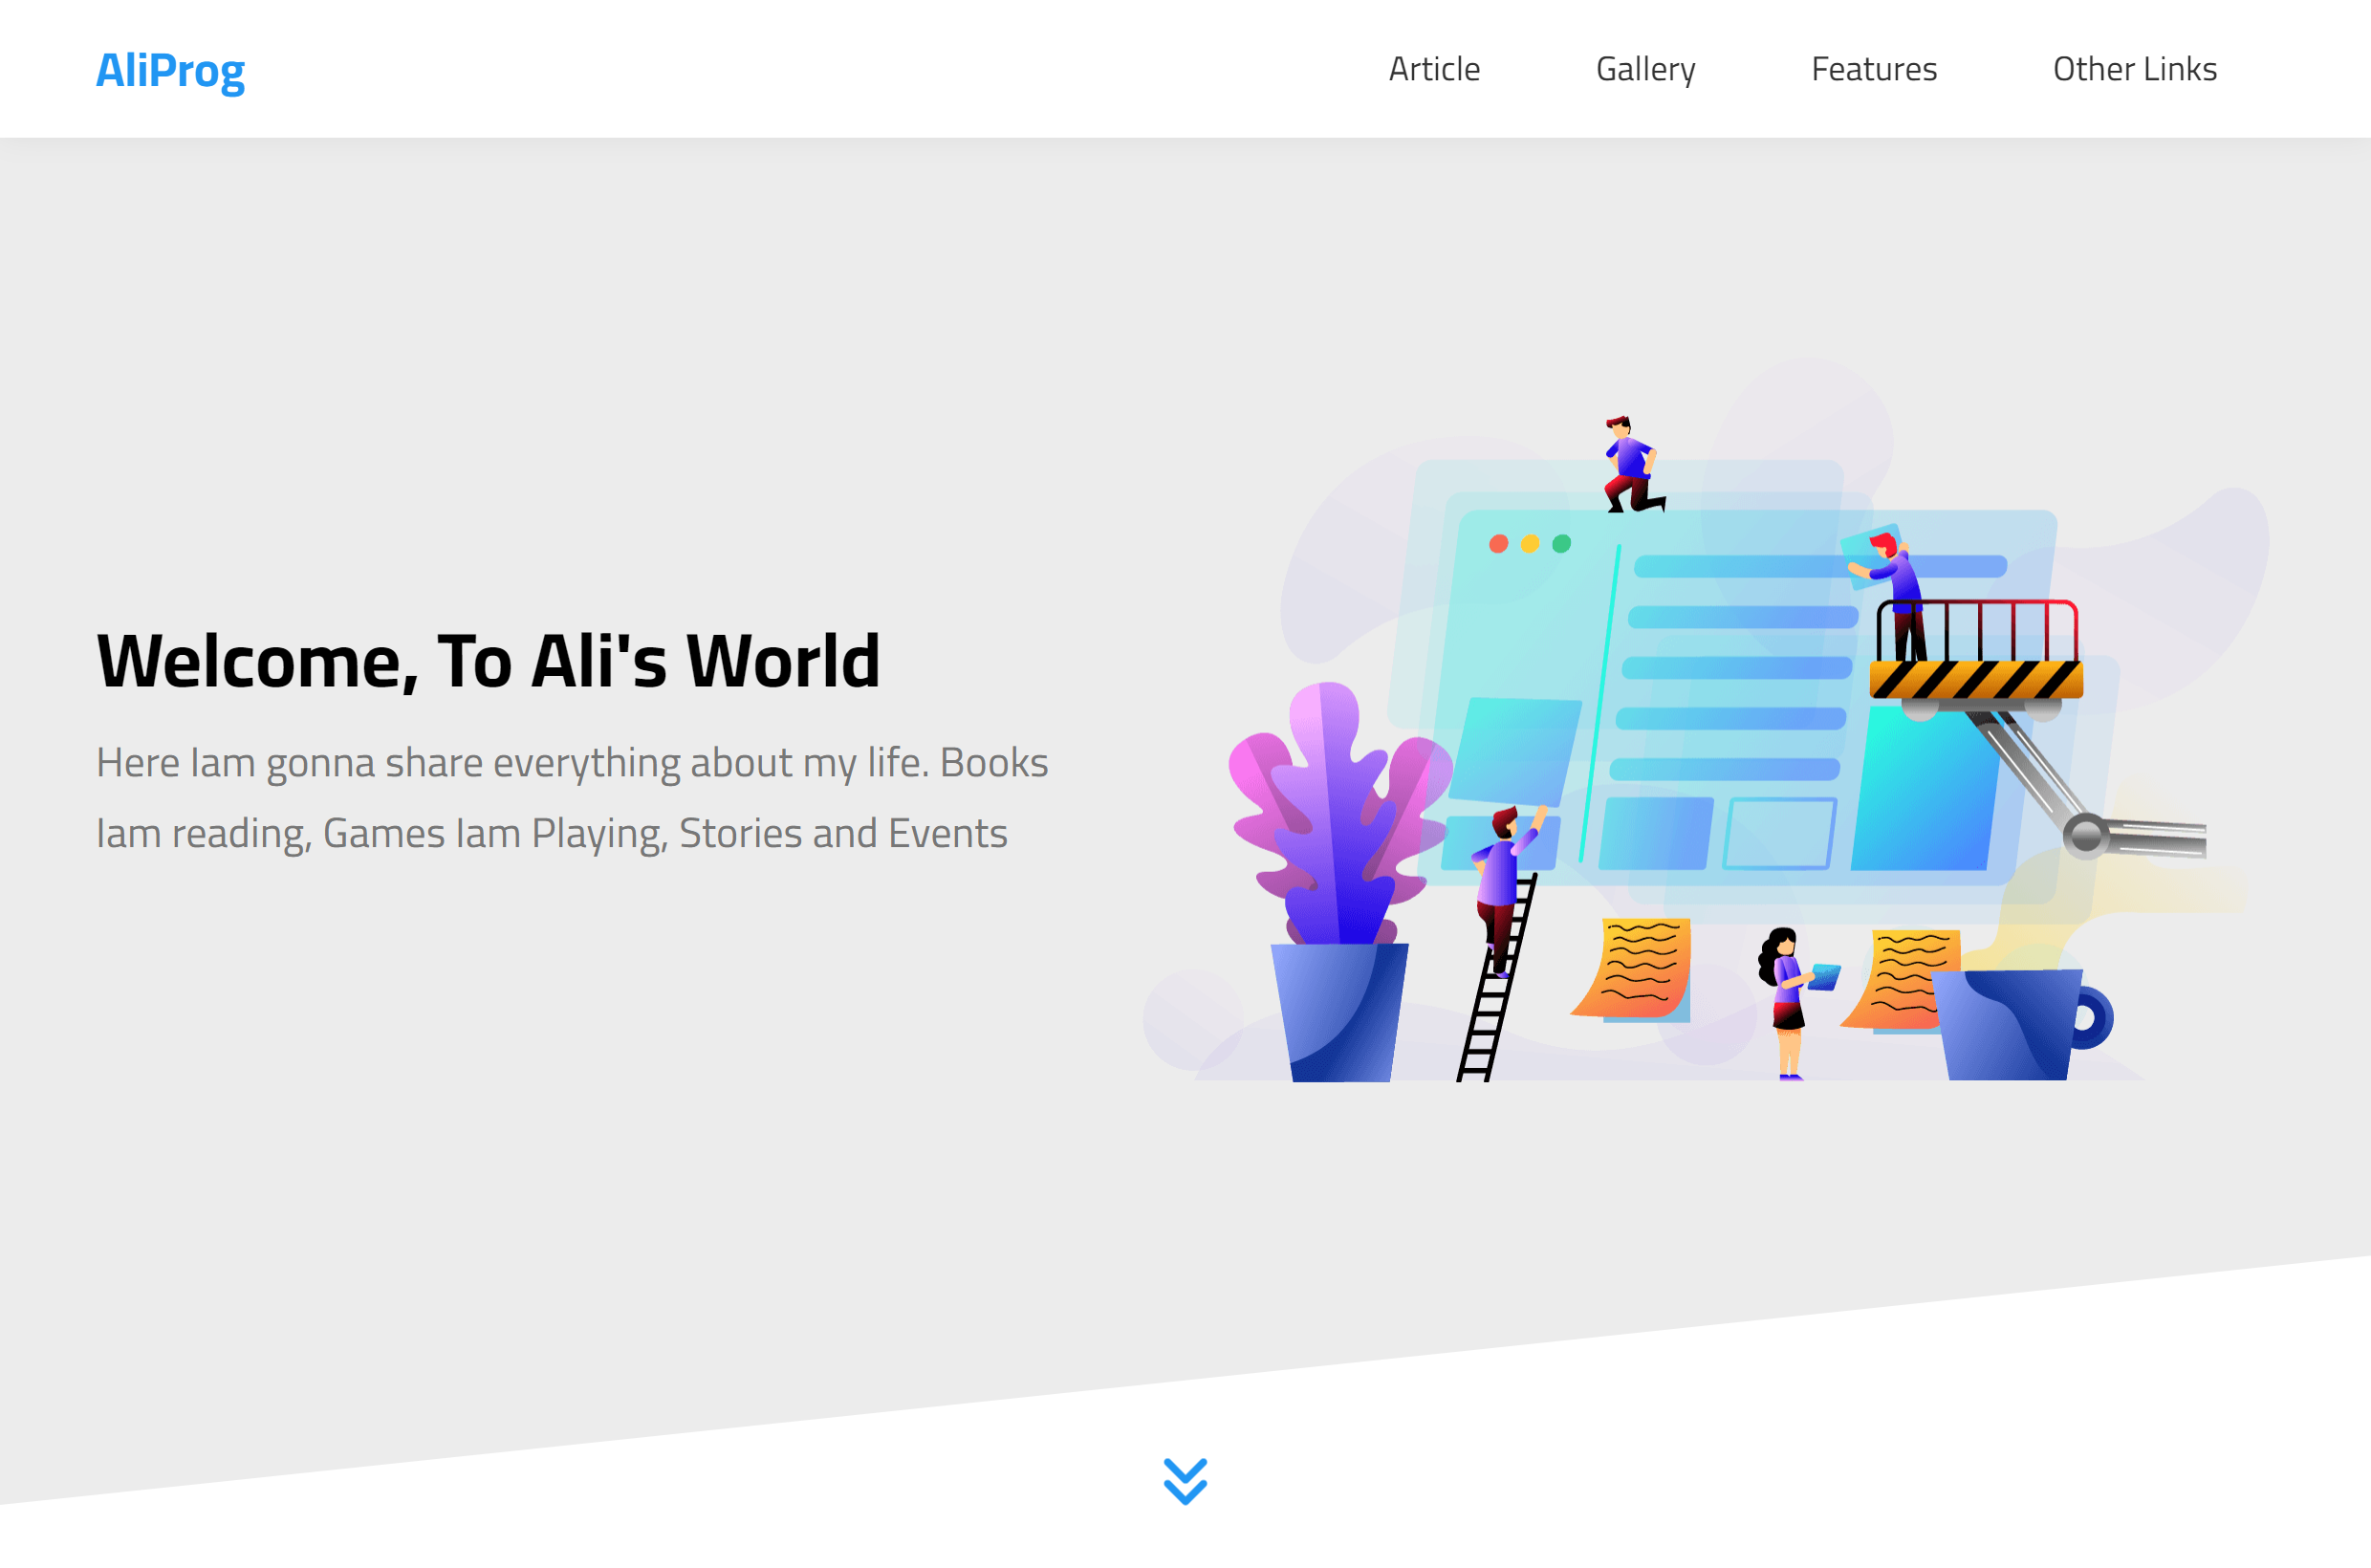 AliProg
Article
Gallery
Features
Other Links
Welcome, To Ali's World
Here Iam gonna share everything about my life. Books
Iam reading, Games Iam Playing, Stories and Events